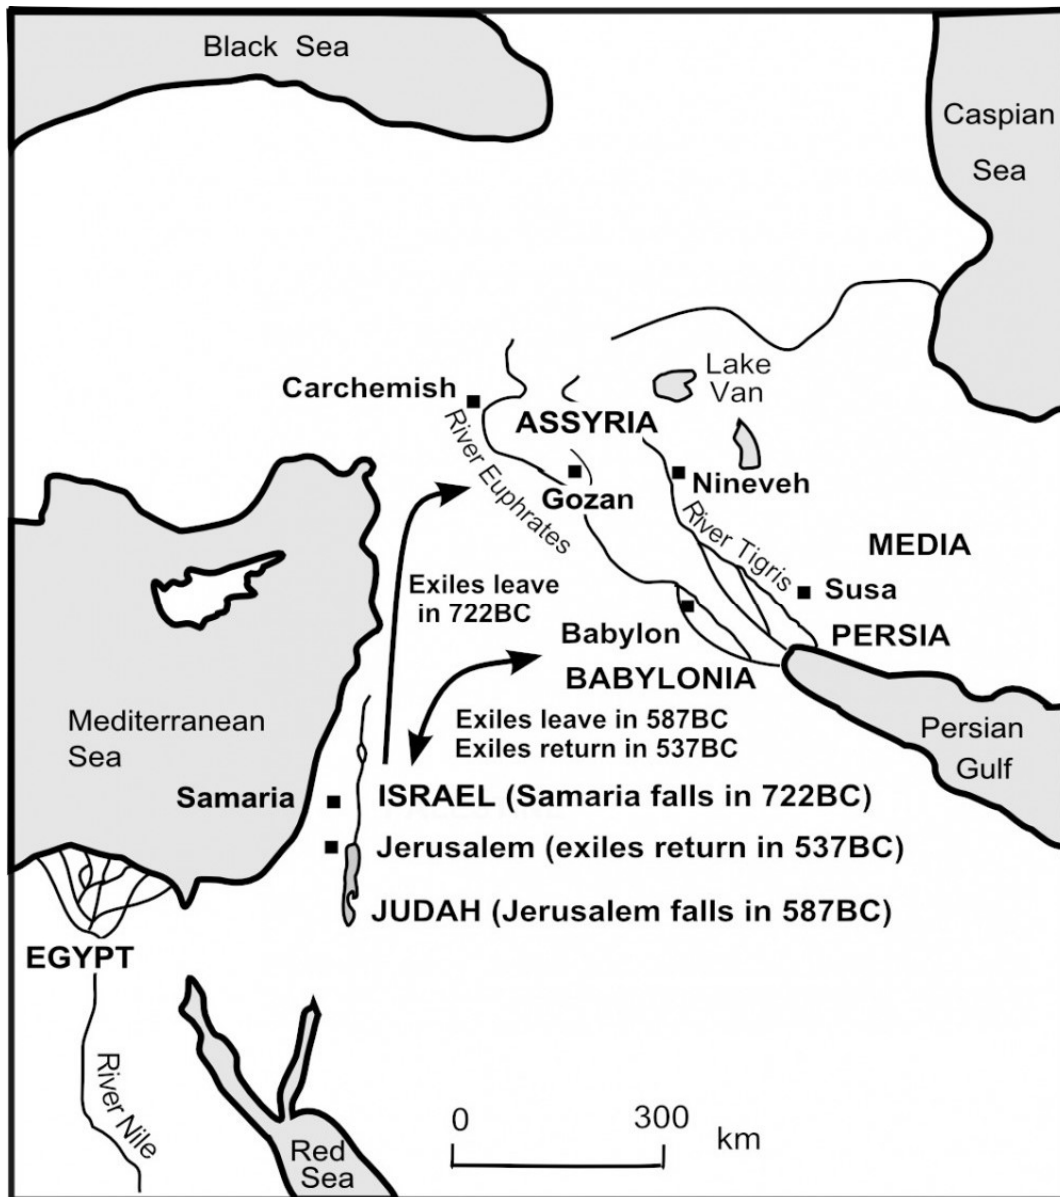 Black Sea
Caspian
Sea
Lake
Van
Carchemish
ASSYRIA
River Euphrates
Gozan
Nineveh
River Tigris
MEDIA
Susa
Exiles leave
in 722BC
Babylon
PERSIA
BABYLONIA
Mediterranean
Sea
Exiles leave in 587BC
Exiles return in 537BC
Persian
Gulf
Samaria
ISRAEL (Samaria falls in 722BC)
Jerusalem (exiles return in 537BC)
JUDAH (Jerusalem falls in 587BC)
EGYPT
River Nile
Red
Sea
0 300
km